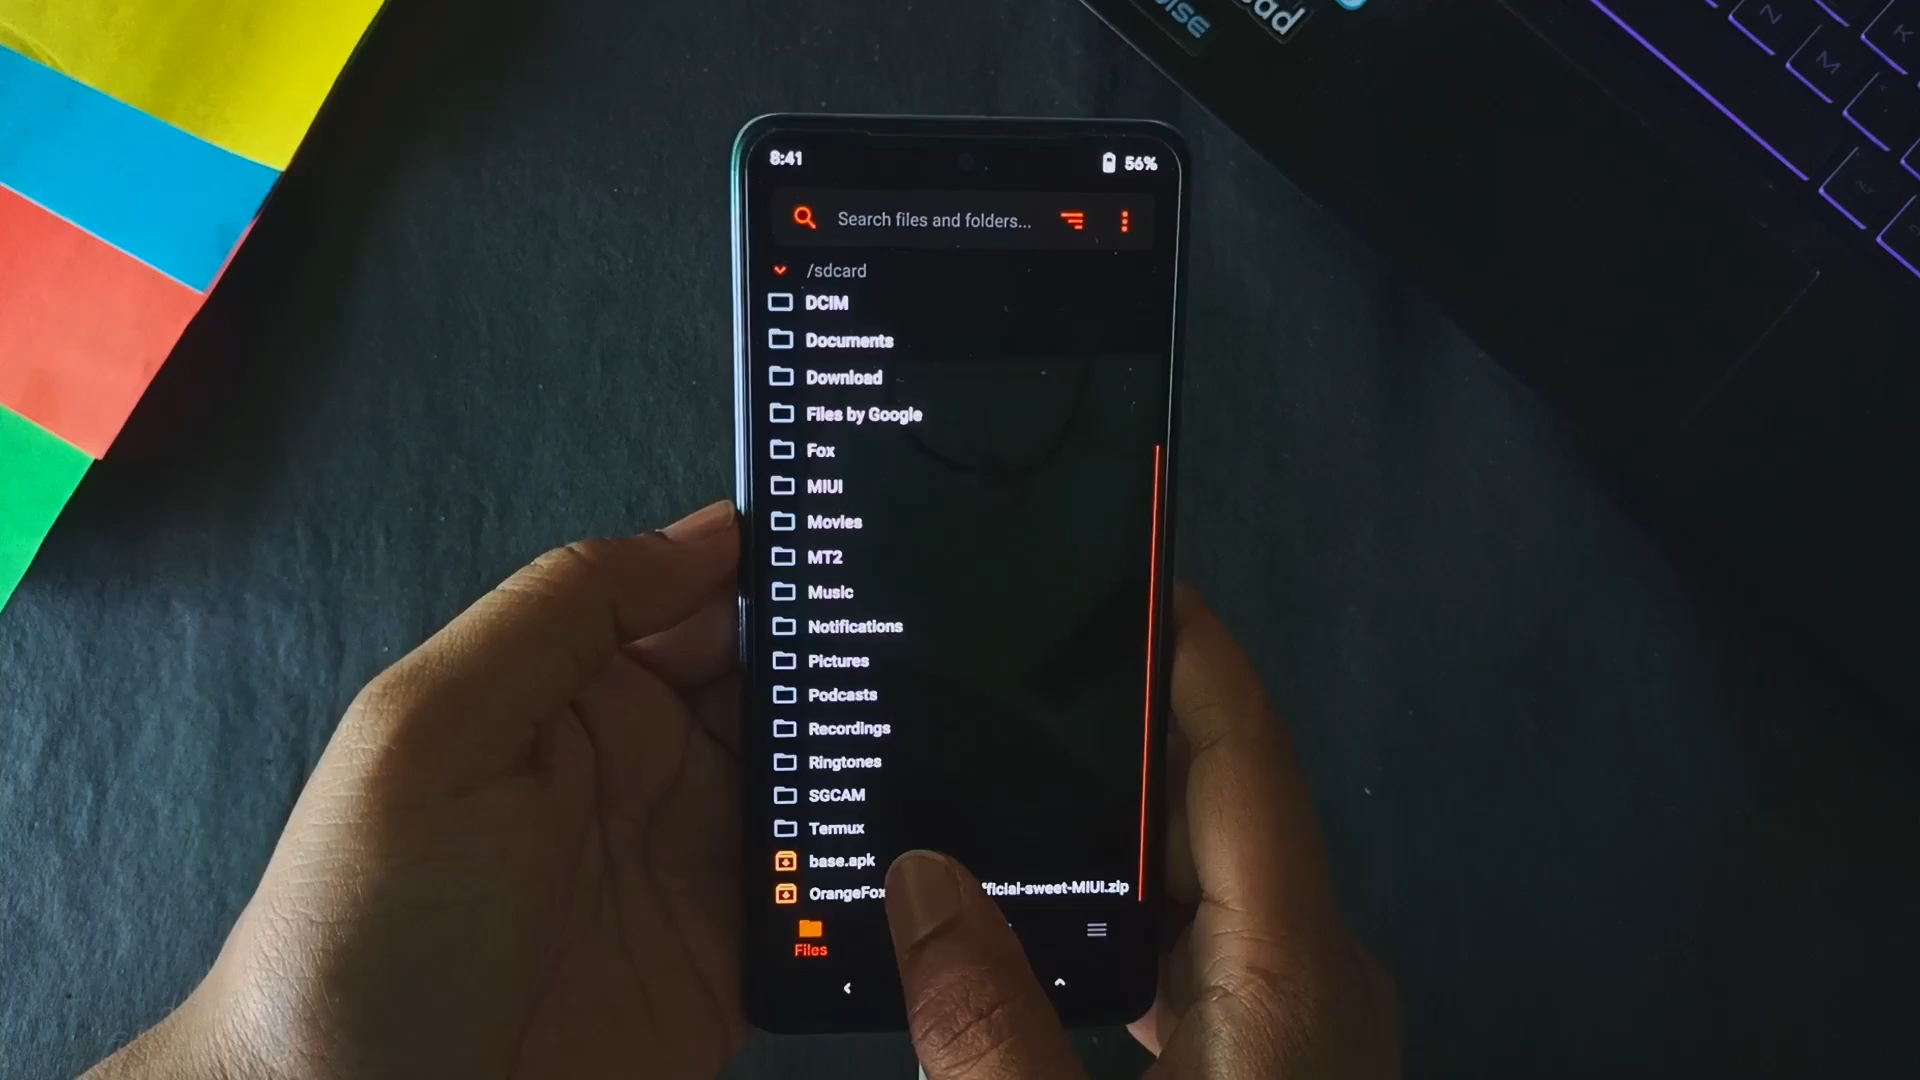 8:41
56%
Search files and folders...
/sdcard
DCIM
Documents
Download
Files by Google
Fox
MIUI
Movies
MT2
Music
Notifications
Pictures
Podcasts
Recordings
Ringtones
SGCAM
Termux
base.apk
OrangeFox fficial-sweet-MIUI.zip
Files
N
M
K